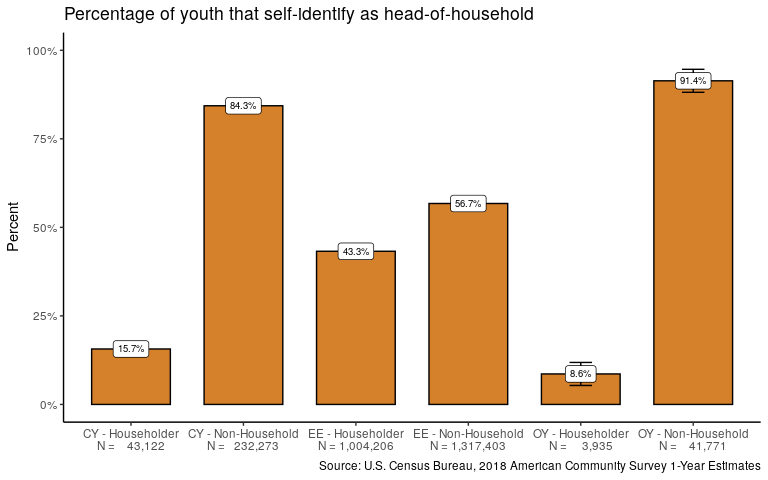 Percentage of youth that self-identify as head-of-household
Percent
100%
75%
50%
25%
0%
15.7%
84.3%
43.3%
56.7%
8.6%
91.4%
CY - Householder CY - Non-Household EE - Householder EE - Non-Household OY - Householder OY - Non-Household
N = 43,122 N = 232,273 N = 1,004,206 N = 1,317,403 N = 3,935 N = 41,771
Source: U.S. Census Bureau, 2018 American Community Survey 1-Year Estimates